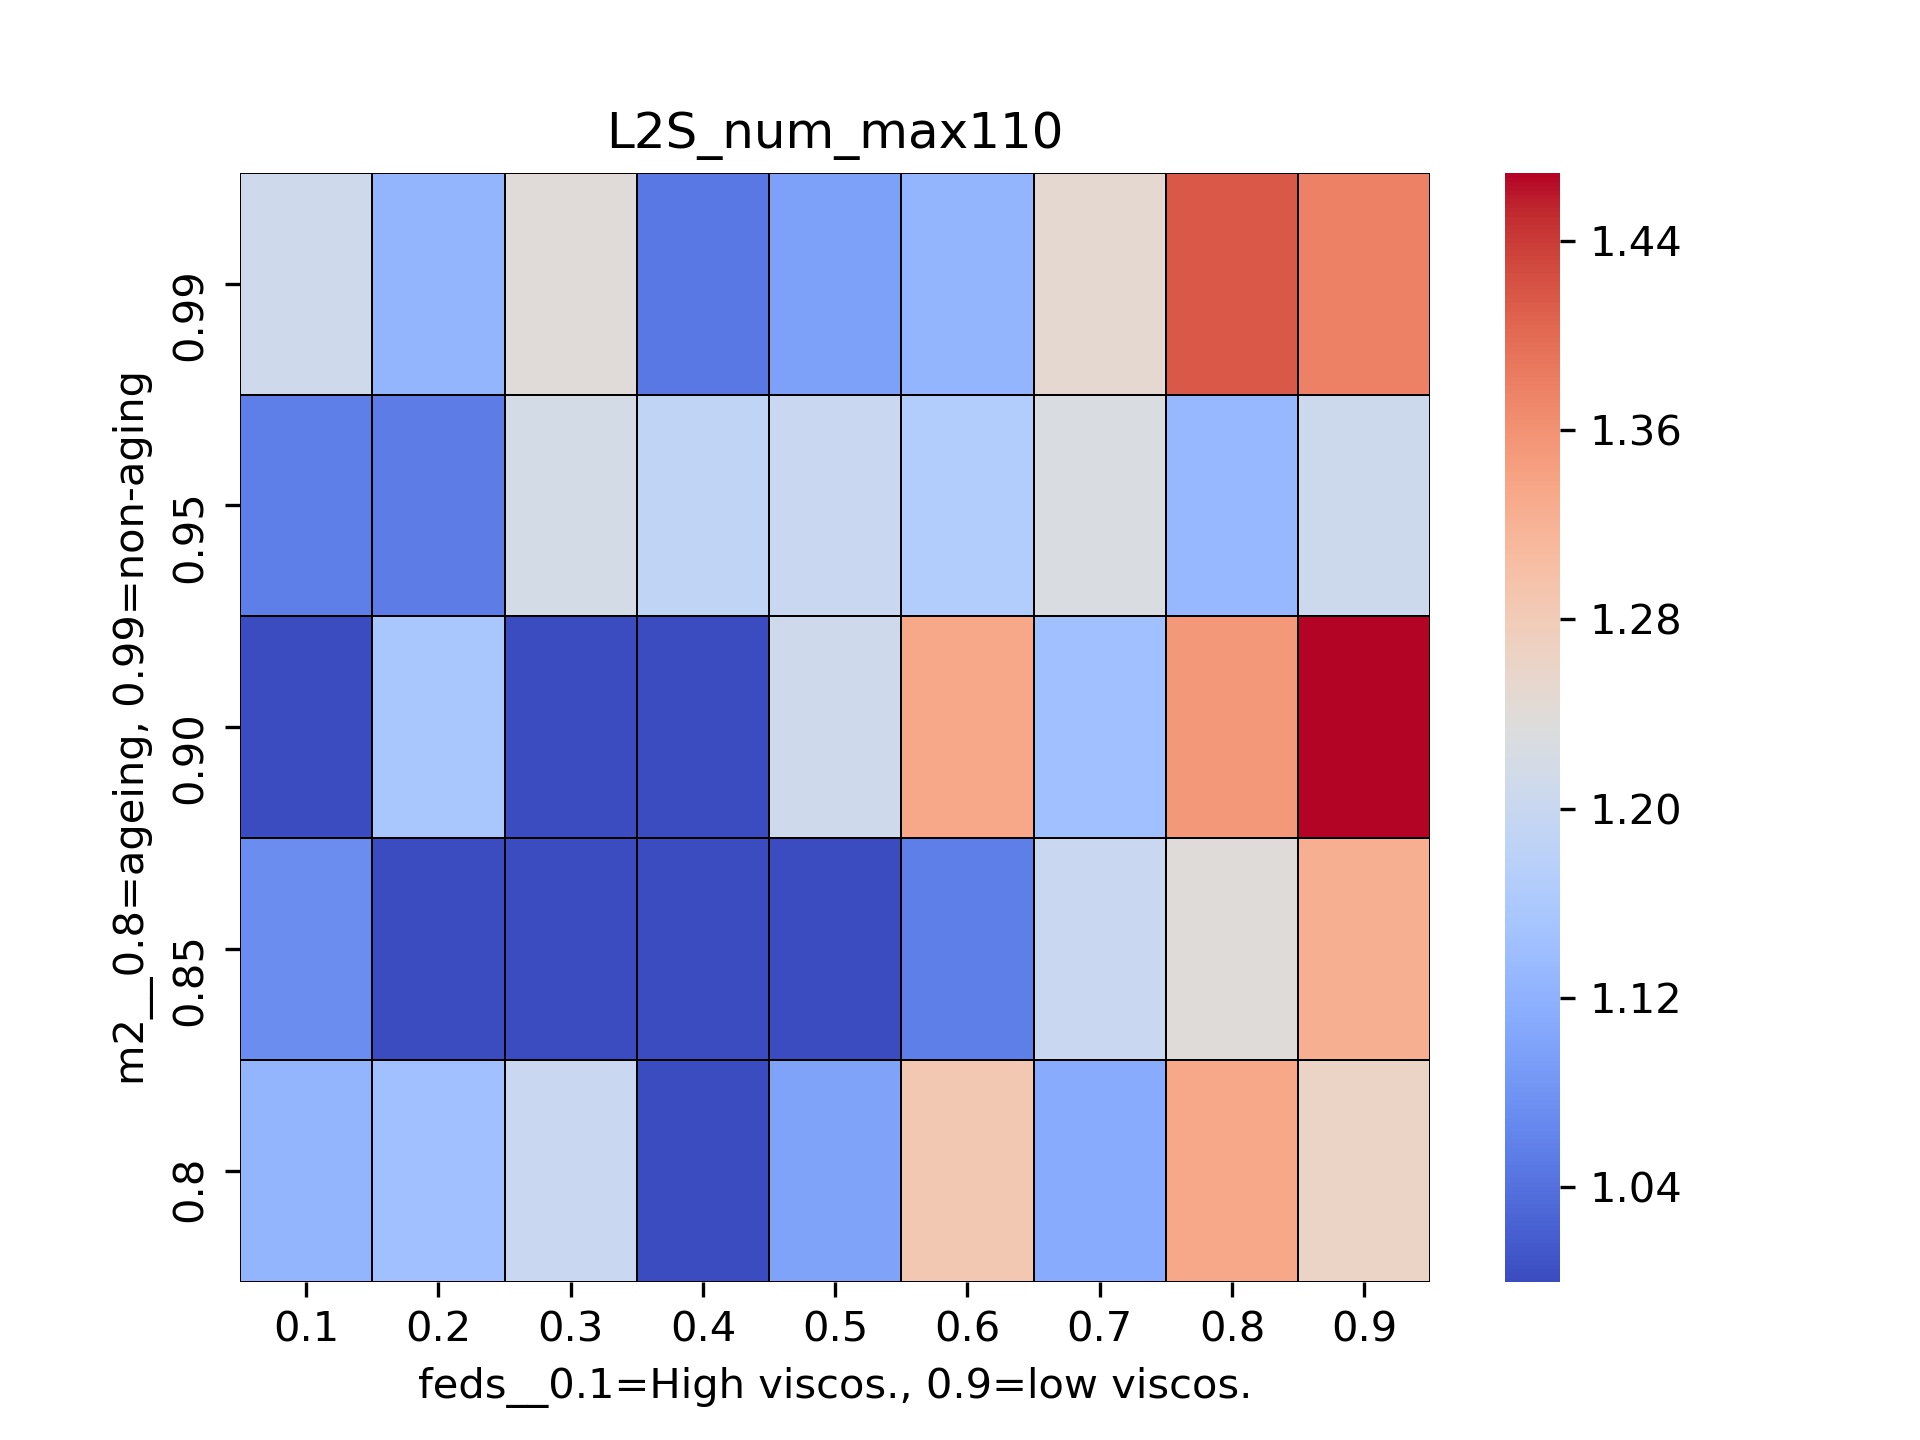 L2S_num_max110
m2__0.8=ageing, 0.99=non-aging
0.99
0.95
0.90
0.85
0.8
0.1 0.2 0.3 0.4 0.5 0.6 0.7 0.8 0.9
feds__0.1=High viscos., 0.9=low viscos.
1.44
1.36
1.28
1.20
1.12
1.04